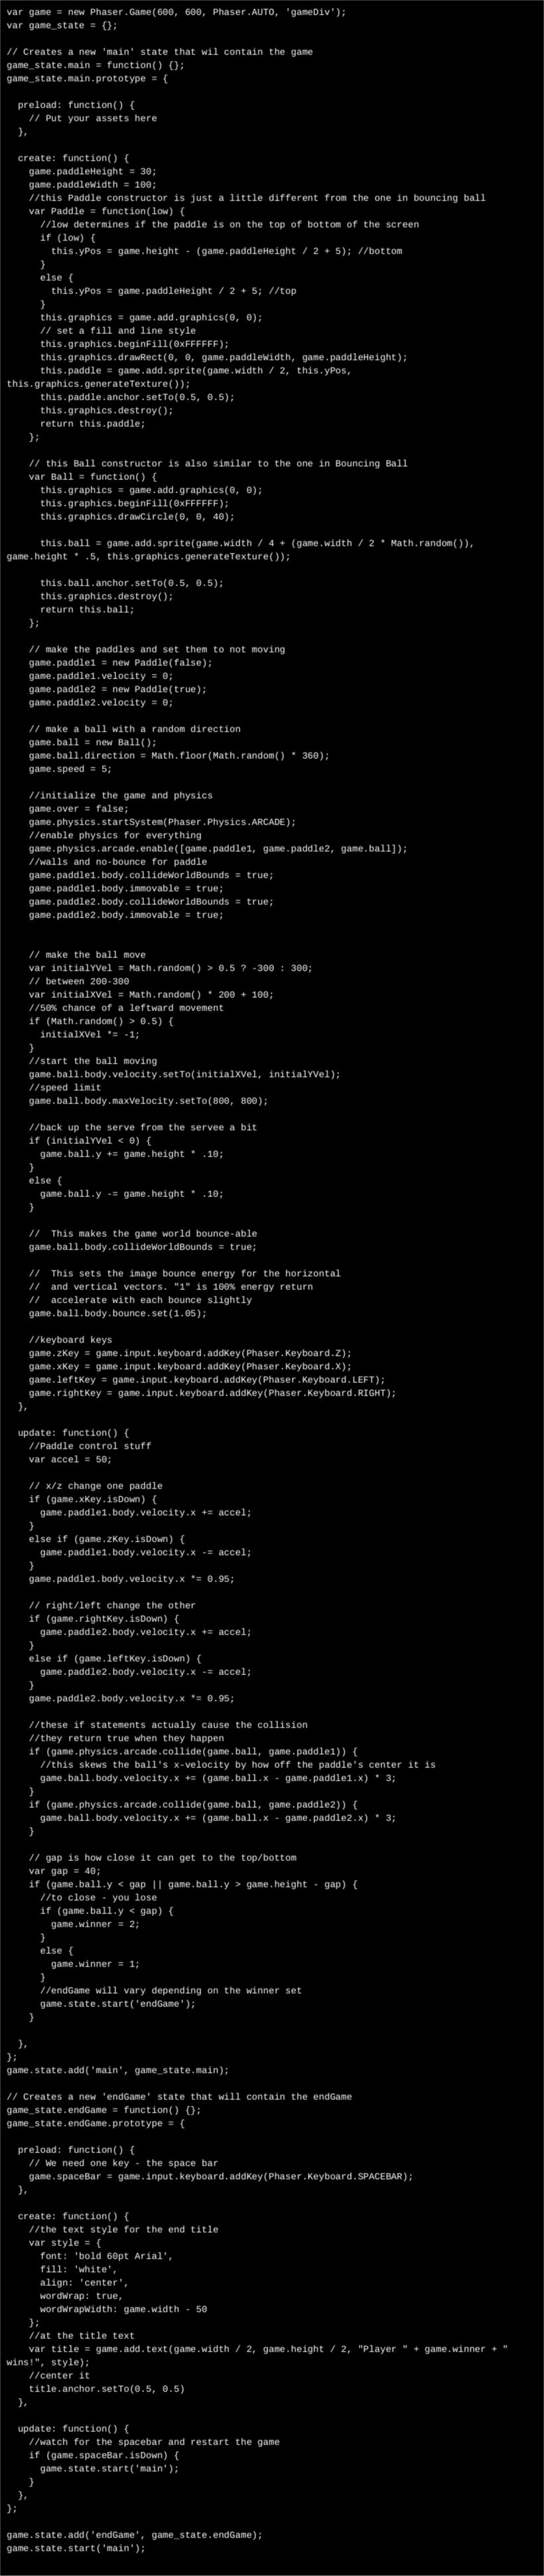 var game = new Phaser.Game(600, 600, Phaser.AUTO, 'gameDiv');
var game_state = {};

// Creates a new 'main' state that wil contain the game
game_state.main = function() {};
game_state.main.prototype = {

  preload: function() {
    // Put your assets here
  },

  create: function() {
    game.paddleHeight = 30;
    game.paddleWidth = 100;
    //this Paddle constructor is just a little different from the one in bouncing ball
    var Paddle = function(low) {
      //low determines if the paddle is on the top of bottom of the screen
      if (low) {
        this.yPos = game.height - (game.paddleHeight / 2 + 5); //bottom
      }
      else {
        this.yPos = game.paddleHeight / 2 + 5; //top
      }
      this.graphics = game.add.graphics(0, 0);
      // set a fill and line style
      this.graphics.beginFill(0xFFFFFF);
      this.graphics.drawRect(0, 0, game.paddleWidth, game.paddleHeight);
      this.paddle = game.add.sprite(game.width / 2, this.yPos,
this.graphics.generateTexture());
      this.paddle.anchor.setTo(0.5, 0.5);
      this.graphics.destroy();
      return this.paddle;
    };

    // this Ball constructor is also similar to the one in Bouncing Ball
    var Ball = function() {
      this.graphics = game.add.graphics(0, 0);
      this.graphics.beginFill(0xFFFFFF);
      this.graphics.drawCircle(0, 0, 40);

      this.ball = game.add.sprite(game.width / 4 + (game.width / 2 * Math.random()),
game.height * .5, this.graphics.generateTexture());

      this.ball.anchor.setTo(0.5, 0.5);
      this.graphics.destroy();
      return this.ball;
    };

    // make the paddles and set them to not moving
    game.paddle1 = new Paddle(false);
    game.paddle1.velocity = 0;
    game.paddle2 = new Paddle(true);
    game.paddle2.velocity = 0;

    // make a ball with a random direction
    game.ball = new Ball();
    game.ball.direction = Math.floor(Math.random() * 360);
    game.speed = 5;

    //initialize the game and physics
    game.over = false;
    game.physics.startSystem(Phaser.Physics.ARCADE);
    //enable physics for everything
    game.physics.arcade.enable([game.paddle1, game.paddle2, game.ball]);
    //walls and no-bounce for paddle
    game.paddle1.body.collideWorldBounds = true;
    game.paddle1.body.immovable = true;
    game.paddle2.body.collideWorldBounds = true;
    game.paddle2.body.immovable = true;


    // make the ball move
    var initialYVel = Math.random() > 0.5 ? -300 : 300;
    // between 200-300
    var initialXVel = Math.random() * 200 + 100;
    //50% chance of a leftward movement
    if (Math.random() > 0.5) {
      initialXVel *= -1;
    }
    //start the ball moving
    game.ball.body.velocity.setTo(initialXVel, initialYVel);
    //speed limit
    game.ball.body.maxVelocity.setTo(800, 800);

    //back up the serve from the servee a bit
    if (initialYVel < 0) {
      game.ball.y += game.height * .10;
    }
    else {
      game.ball.y -= game.height * .10;
    }

    //  This makes the game world bounce-able
    game.ball.body.collideWorldBounds = true;

    //  This sets the image bounce energy for the horizontal
    //  and vertical vectors. "1" is 100% energy return
    //  accelerate with each bounce slightly
    game.ball.body.bounce.set(1.05);

    //keyboard keys
    game.zKey = game.input.keyboard.addKey(Phaser.Keyboard.Z);
    game.xKey = game.input.keyboard.addKey(Phaser.Keyboard.X);
    game.leftKey = game.input.keyboard.addKey(Phaser.Keyboard.LEFT);
    game.rightKey = game.input.keyboard.addKey(Phaser.Keyboard.RIGHT);
  },

  update: function() {
    //Paddle control stuff
    var accel = 50;

    // x/z change one paddle
    if (game.xKey.isDown) {
      game.paddle1.body.velocity.x += accel;
    }
    else if (game.zKey.isDown) {
      game.paddle1.body.velocity.x -= accel;
    }
    game.paddle1.body.velocity.x *= 0.95;

    // right/left change the other
    if (game.rightKey.isDown) {
      game.paddle2.body.velocity.x += accel;
    }
    else if (game.leftKey.isDown) {
      game.paddle2.body.velocity.x -= accel;
    }
    game.paddle2.body.velocity.x *= 0.95;

    //these if statements actually cause the collision
    //they return true when they happen
    if (game.physics.arcade.collide(game.ball, game.paddle1)) {
      //this skews the ball's x-velocity by how off the paddle's center it is
      game.ball.body.velocity.x += (game.ball.x - game.paddle1.x) * 3;
    }
    if (game.physics.arcade.collide(game.ball, game.paddle2)) {
      game.ball.body.velocity.x += (game.ball.x - game.paddle2.x) * 3;
    }

    // gap is how close it can get to the top/bottom
    var gap = 40;
    if (game.ball.y < gap || game.ball.y > game.height - gap) {
      //to close - you lose
      if (game.ball.y < gap) {
        game.winner = 2;
      }
      else {
        game.winner = 1;
      }
      //endGame will vary depending on the winner set
      game.state.start('endGame');
    }

  },
};
game.state.add('main', game_state.main);

// Creates a new 'endGame' state that will contain the endGame
game_state.endGame = function() {};
game_state.endGame.prototype = {

  preload: function() {
    // We need one key - the space bar
    game.spaceBar = game.input.keyboard.addKey(Phaser.Keyboard.SPACEBAR);
  },

  create: function() {
    //the text style for the end title
    var style = {
      font: 'bold 60pt Arial',
      fill: 'white',
      align: 'center',
      wordWrap: true,
      wordWrapWidth: game.width - 50
    };
    //at the title text
    var title = game.add.text(game.width / 2, game.height / 2, "Player " + game.winner + "
wins!", style);
    //center it
    title.anchor.setTo(0.5, 0.5)
  },

  update: function() {
    //watch for the spacebar and restart the game
    if (game.spaceBar.isDown) {
      game.state.start('main');
    }
  },
};

game.state.add('endGame', game_state.endGame);
game.state.start('main');